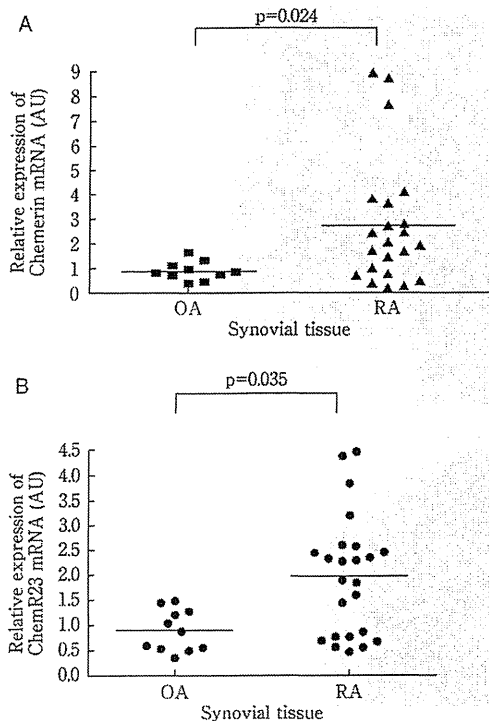 A
p=0.024
Relative expression of
Chemerin mRNA (AU)
9
8
7
6
5
4
3
2
1
0
OA
RA
Synovial tissue
B
p=0.035
Relative expression of
ChemR23 mRNA (AU)
4.5
4.0
3.5
3.0
2.5
2.0
1.5
1.0
0.5
0.0
OA
RA
Synovial tissue